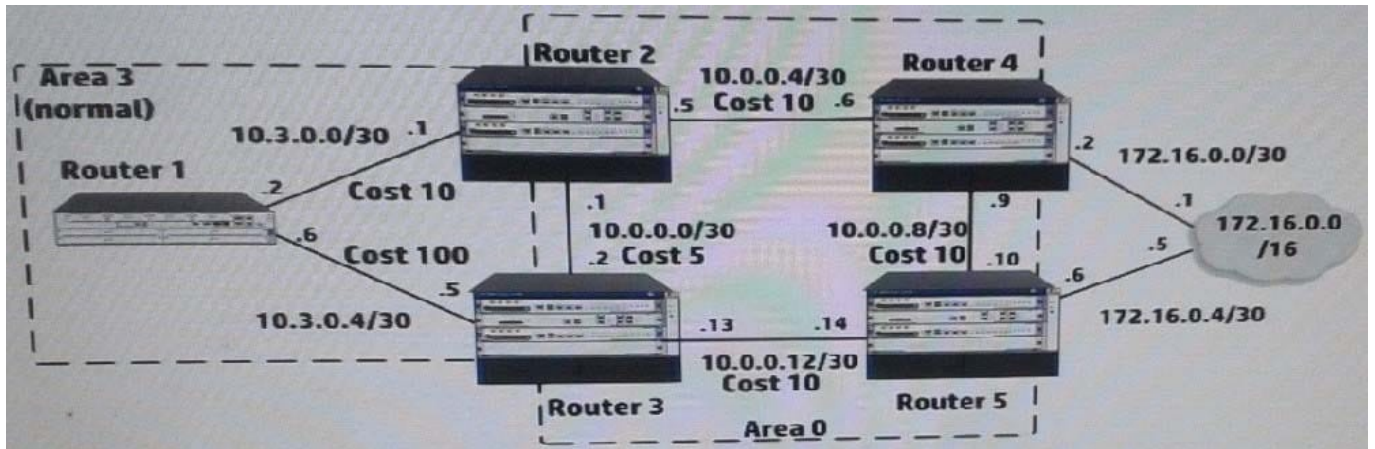 Area 3
(normal)
Router 2
Router 4
10.0.0.4/30
.5 Cost 10 .6
10.3.0.0/30 .1
Router 1
.2
Cost 10
.2 172.16.0.0/30
.1
172.16.0.0
/16
.1
10.0.0.0/30
.2 Cost 5
.9
10.0.0.8/30
Cost 10 .10
.6
Cost 100
.5
.5
.6
10.3.0.4/30
172.16.0.4/30
.13 .14
10.0.0.12/30
Cost 10
Router 3
Router 5
Area 0